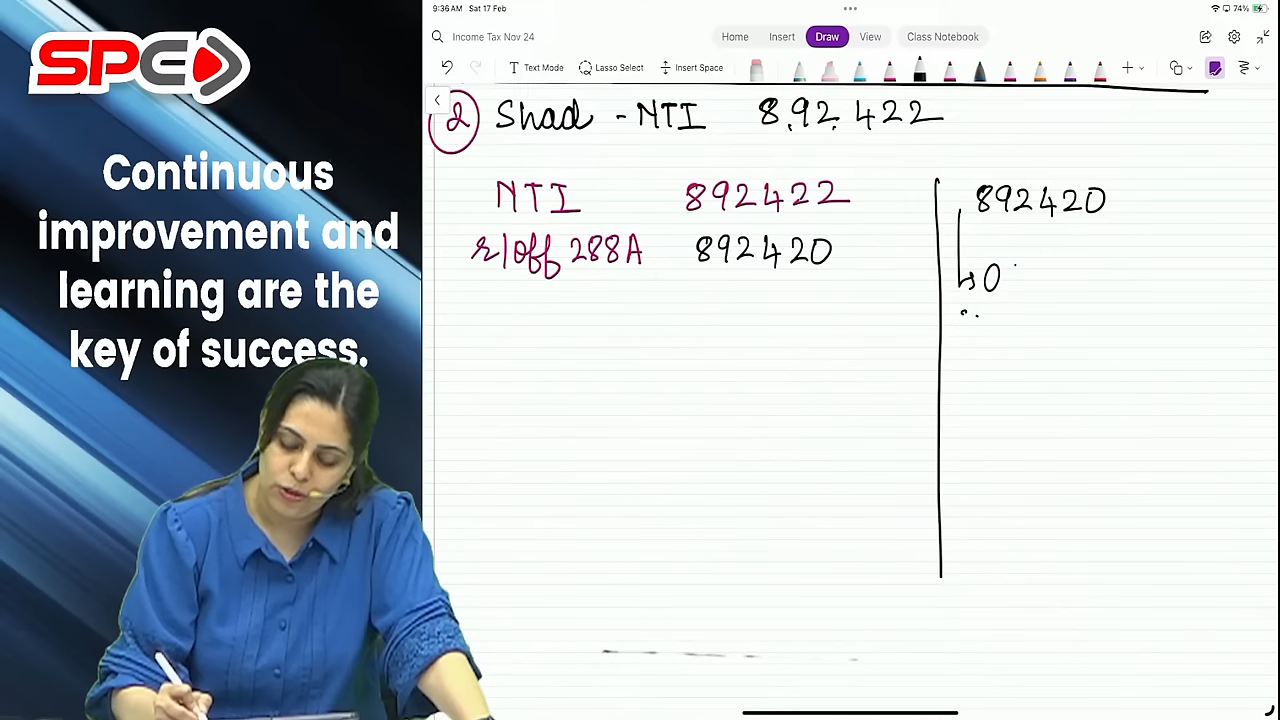 SPED
Continuous
improvement and
learning are the
key of success.
9:36 AM Sat 17 Feb
74%
Income Tax Nov 24
Home Insert Draw View Class Notebook
Text Mode Lasso Select Insert Space
2 Shad - NTI 8,92,422
NTI 892422
r/off 288A 892420
892420
↳ 0